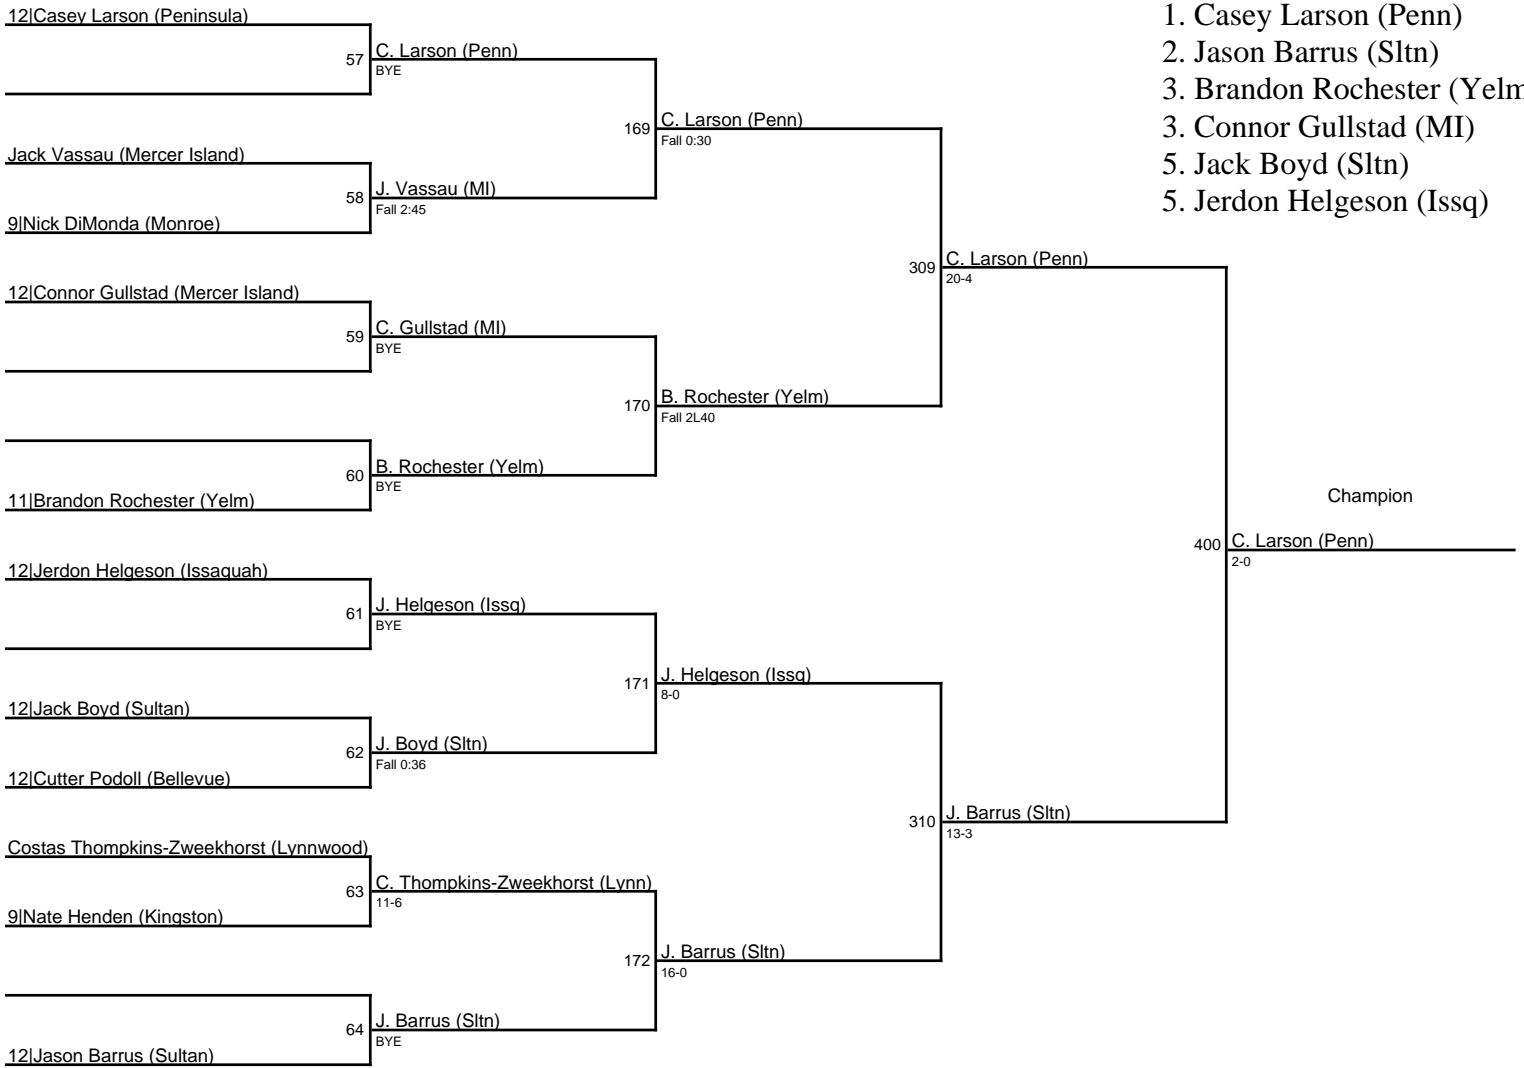 12|Casey Larson (Peninsula)
57
C. Larson (Penn)
BYE
169
C. Larson (Penn)
Fall 0:30
Jack Vassau (Mercer Island)
58
J. Vassau (MI)
Fall 2:45
9|Nick DiMonda (Monroe)
309
C. Larson (Penn)
20-4
12|Connor Gullstad (Mercer Island)
59
C. Gullstad (MI)
BYE
170
B. Rochester (Yelm)
Fall 2L40
60
B. Rochester (Yelm)
BYE
11|Brandon Rochester (Yelm)
Champion
400
C. Larson (Penn)
2-0
12|Jerdon Helgeson (Issaquah)
61
J. Helgeson (Issq)
BYE
171
J. Helgeson (Issq)
8-0
12|Jack Boyd (Sultan)
62
J. Boyd (Sltn)
Fall 0:36
12|Cutter Podoll (Bellevue)
310
J. Barrus (Sltn)
13-3
Costas Thompkins-Zweekhorst (Lynnwood)
63
C. Thompkins-Zweekhorst (Lynn)
11-6
9|Nate Henden (Kingston)
172
J. Barrus (Sltn)
16-0
64
J. Barrus (Sltn)
BYE
12|Jason Barrus (Sultan)
1. Casey Larson (Penn)
2. Jason Barrus (Sltn)
3. Brandon Rochester (Yelm
3. Connor Gullstad (MI)
5. Jack Boyd (Sltn)
5. Jerdon Helgeson (Issq)